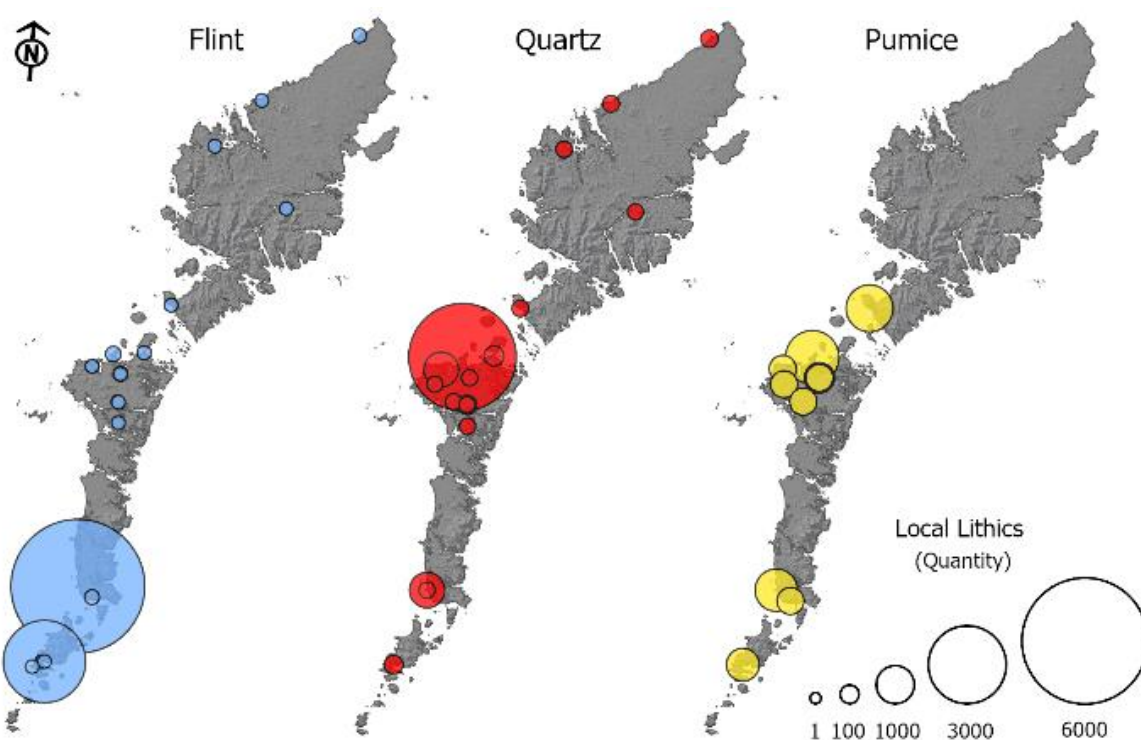 N
Flint
Quartz
Pumice
Local Lithics
(Quantity)
1 100 1000 3000 6000